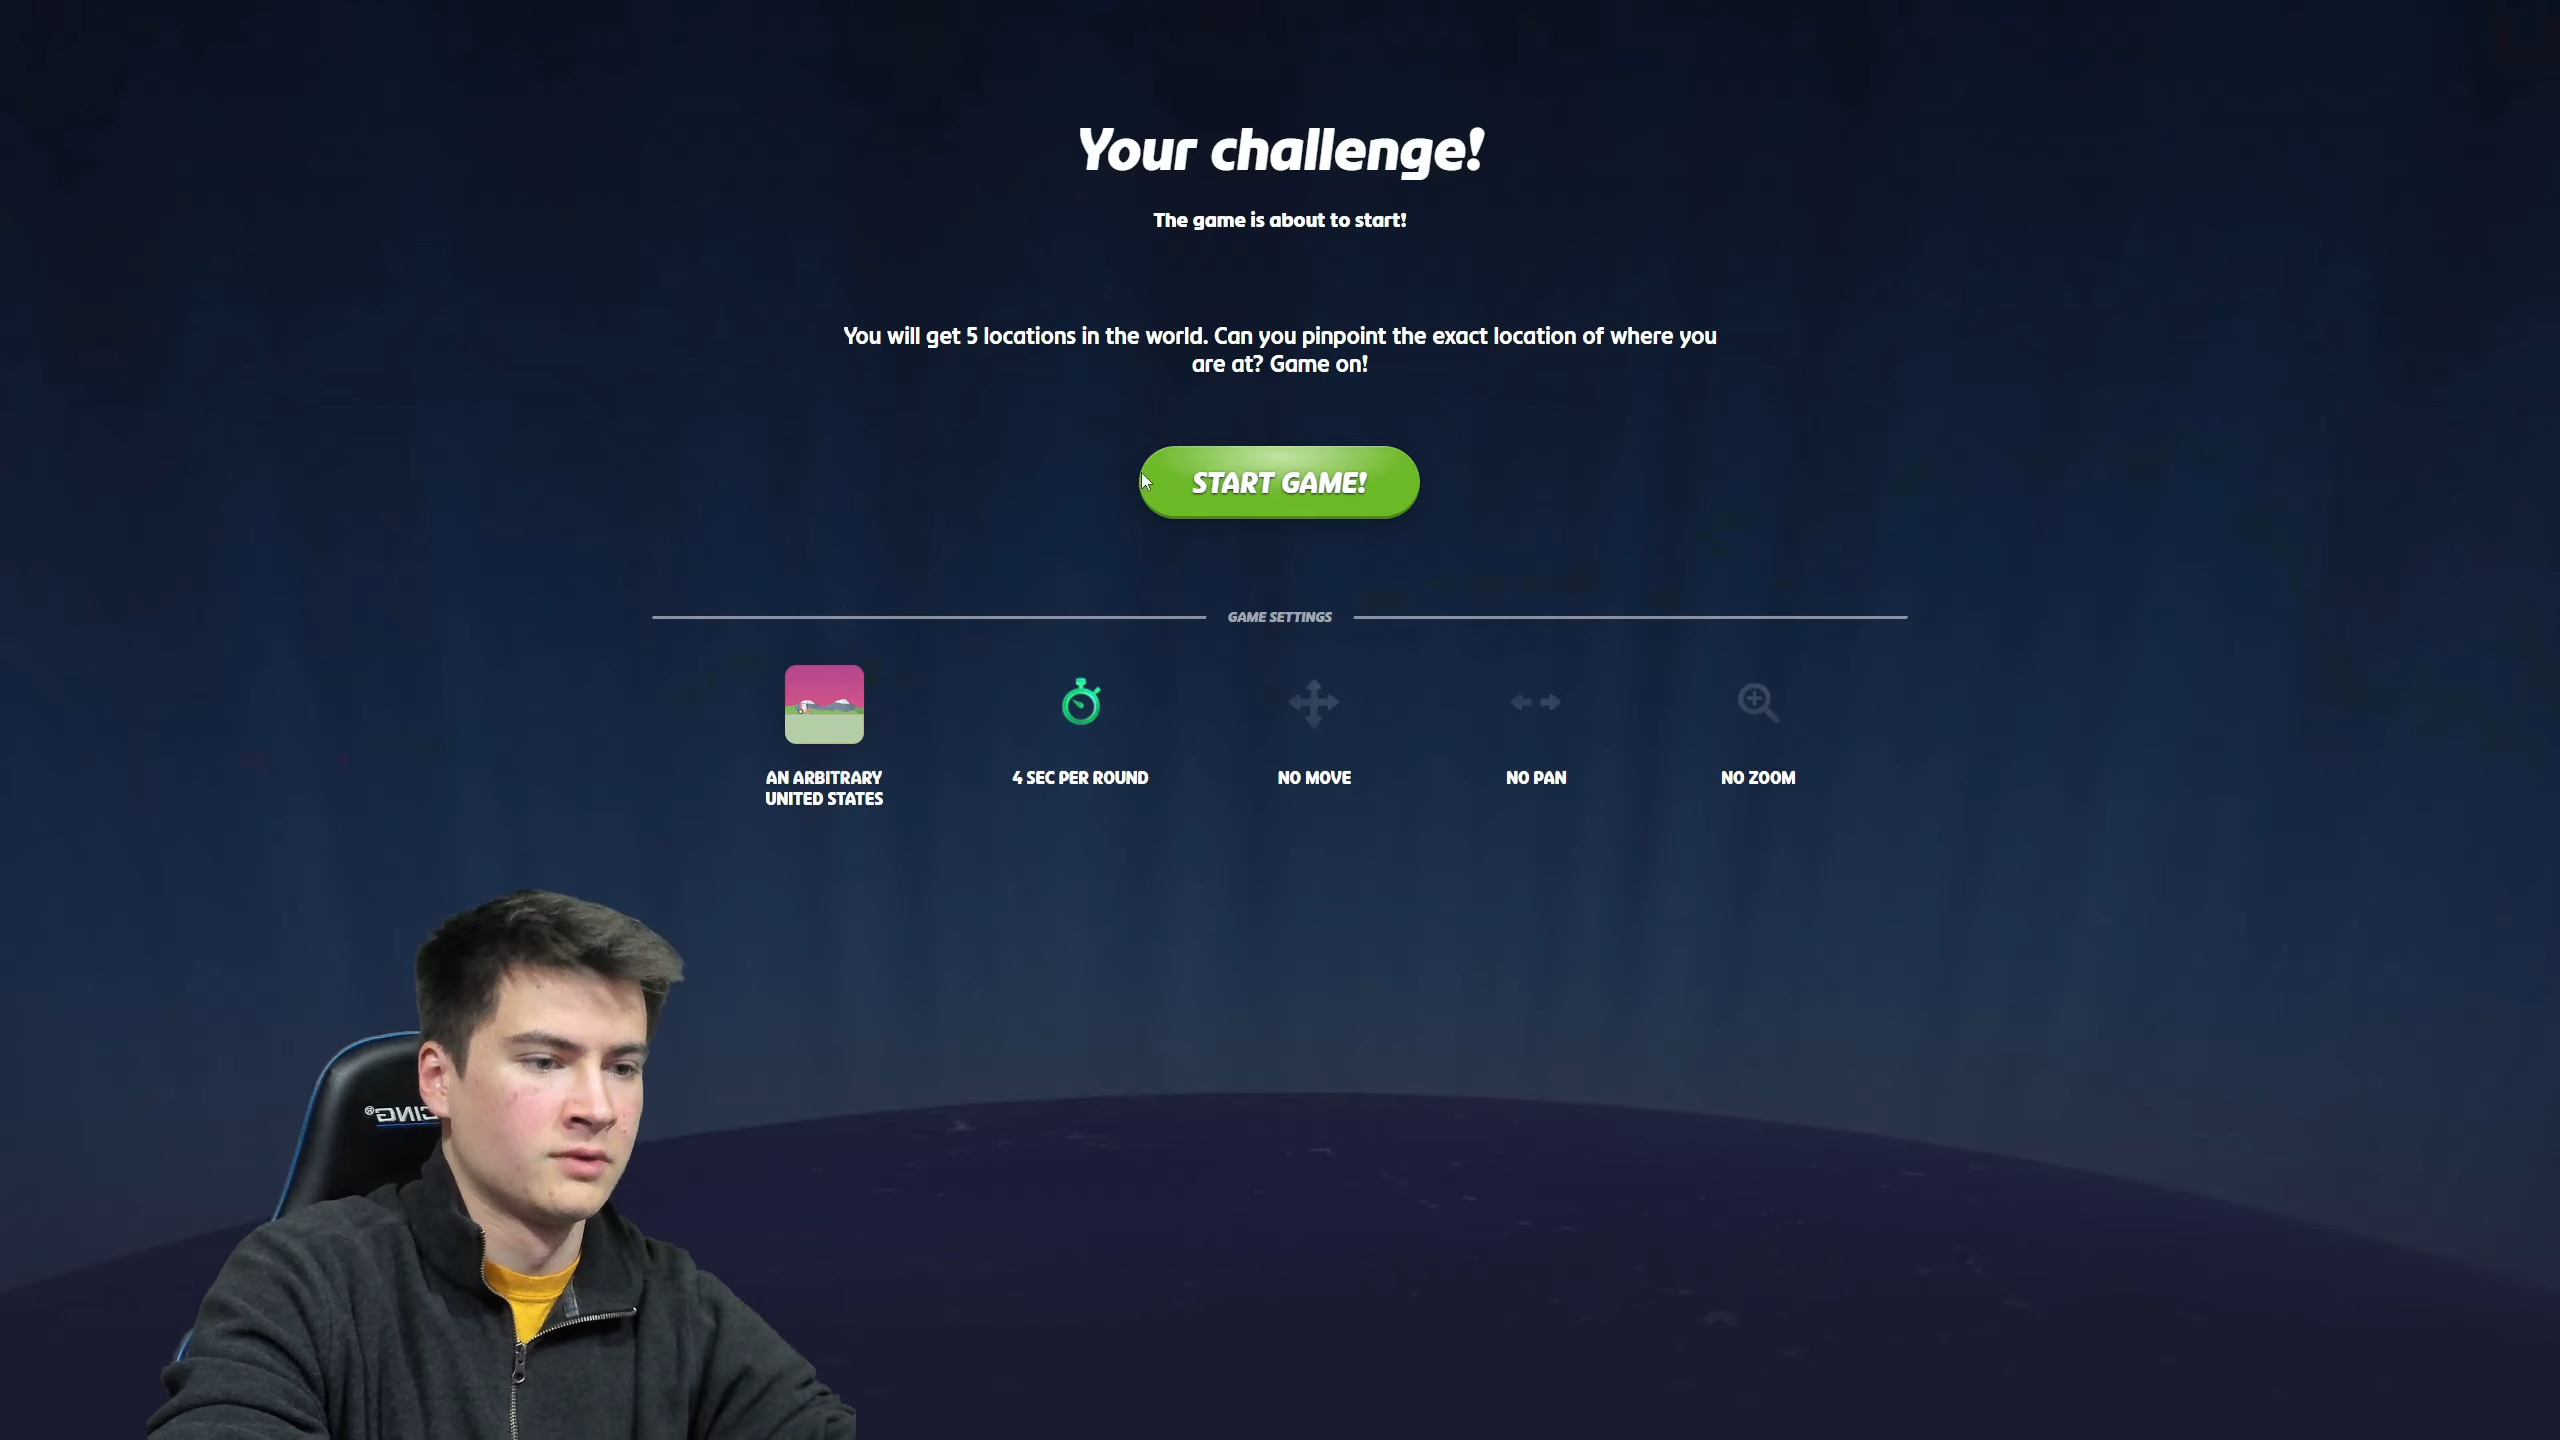 Your challenge!
The game is about to start!
You will get 5 locations in the world. Can you pinpoint the exact location of where you
are at? Game on!
START GAME!
GAME SETTINGS
AN ARBITRARY
UNITED STATES
4 SEC PER ROUND
NO MOVE
NO PAN
NO ZOOM
CING®